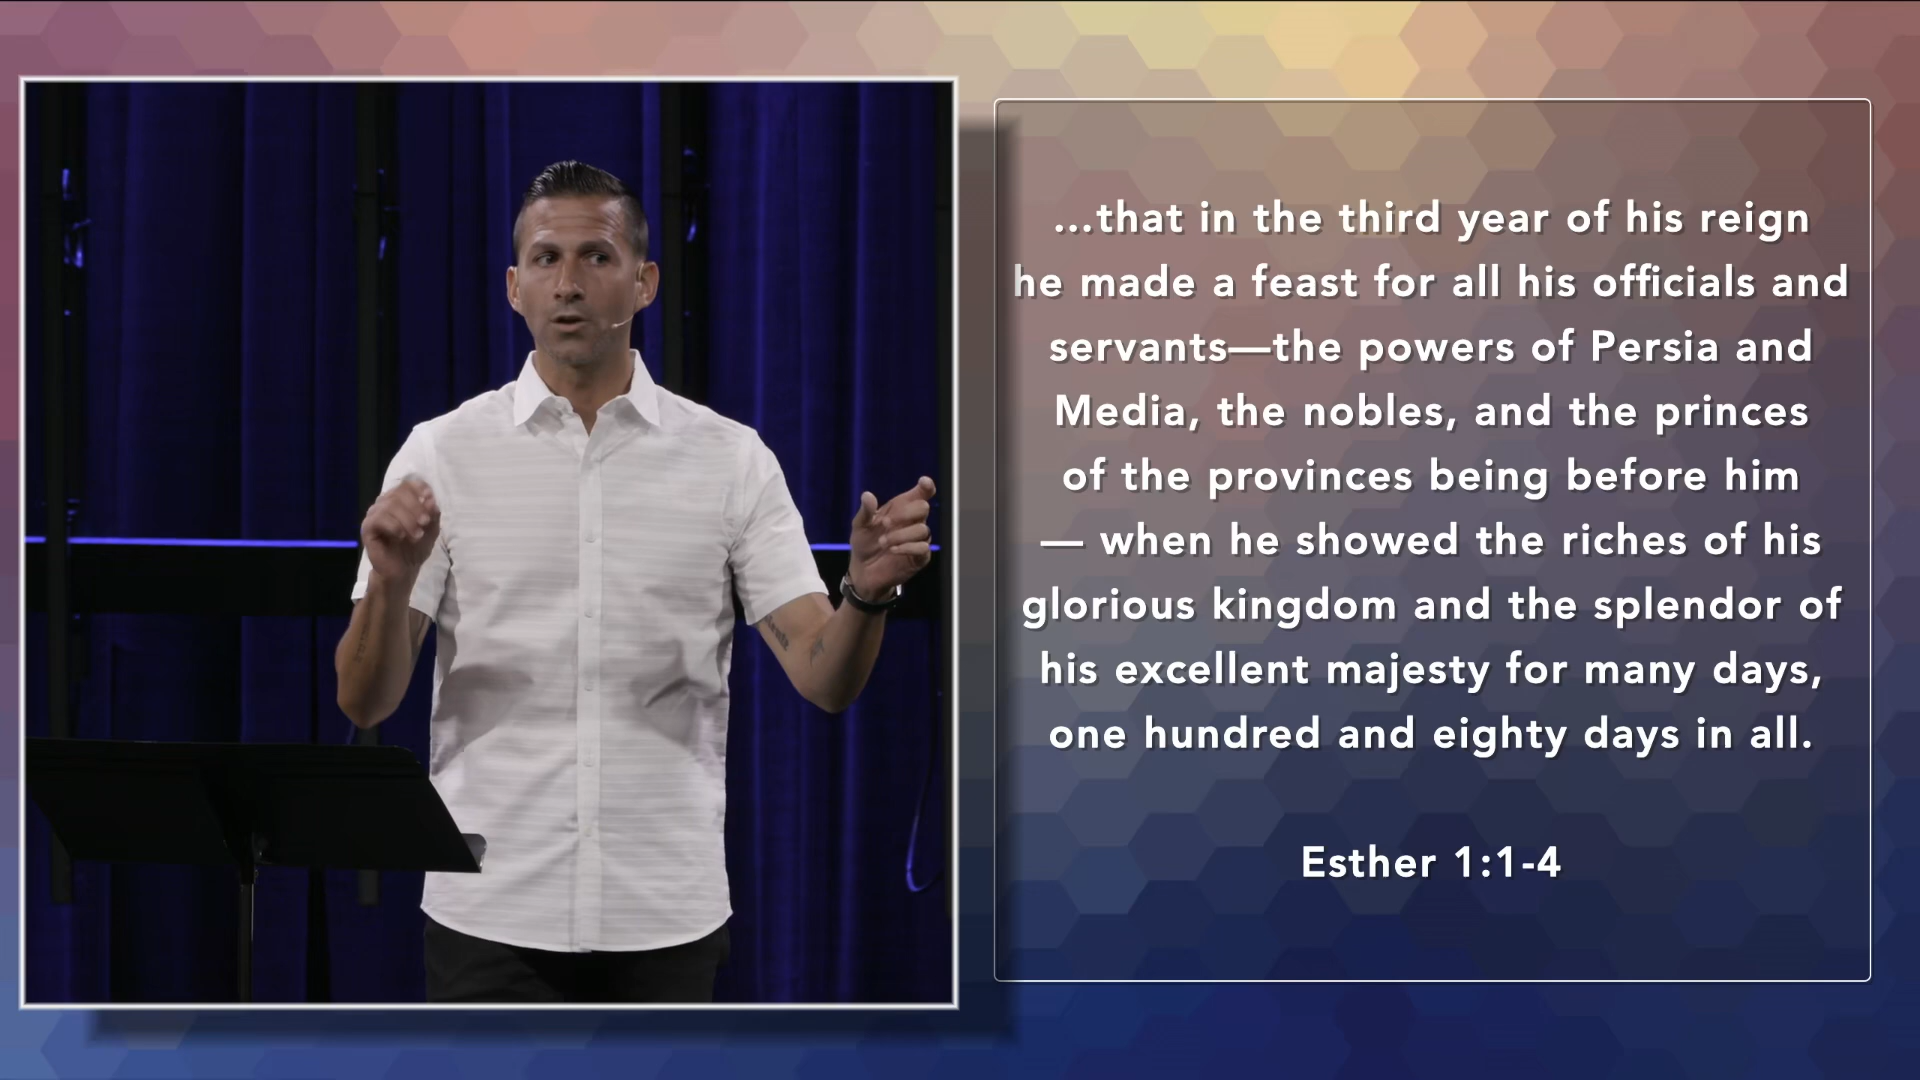 ...that in the third year of his reign
he made a feast for all his officials and
servants—the powers of Persia and
Media, the nobles, and the princes
of the provinces being before him
— when he showed the riches of his
glorious kingdom and the splendor of
his excellent majesty for many days,
one hundred and eighty days in all.
Esther 1:1-4